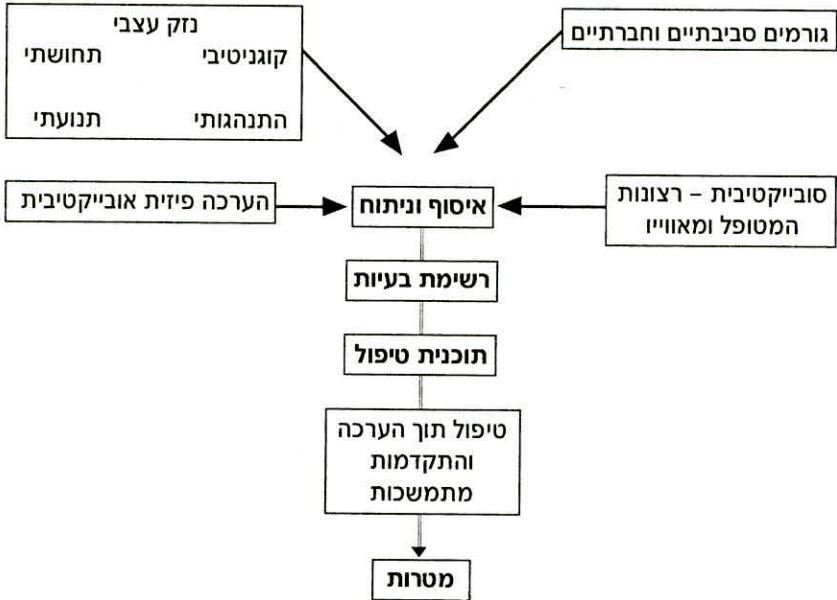 גורמים סביבתיים וחברתיים
נזק עצבי
קוגניטיבי תחושתי
התנהגותי תנועתי
סובייקטיבית – רצונות
המטופל ומאווייו
איסוף וניתוח
הערכה פיזית אובייקטיבית
רשימת בעיות
תוכנית טיפול
טיפול תוך הערכה
והתקדמות
מתמשכות
מטרות